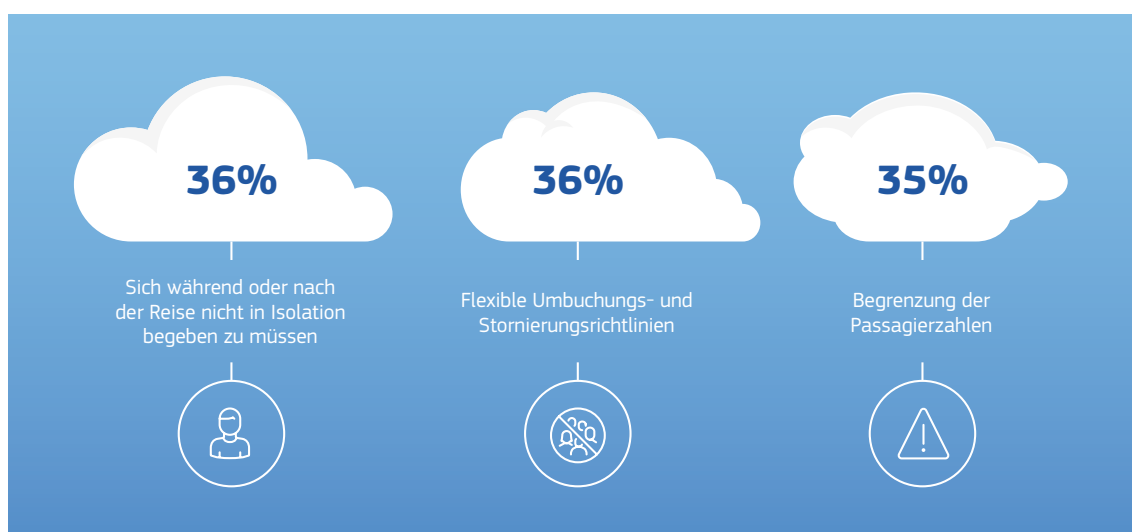 36%
Sich während oder nach
der Reise nicht in Isolation
begeben zu müssen
36%
Flexible Umbuchungs- und
Stornierungsrichtlinien
35%
Begrenzung der
Passagierzahlen